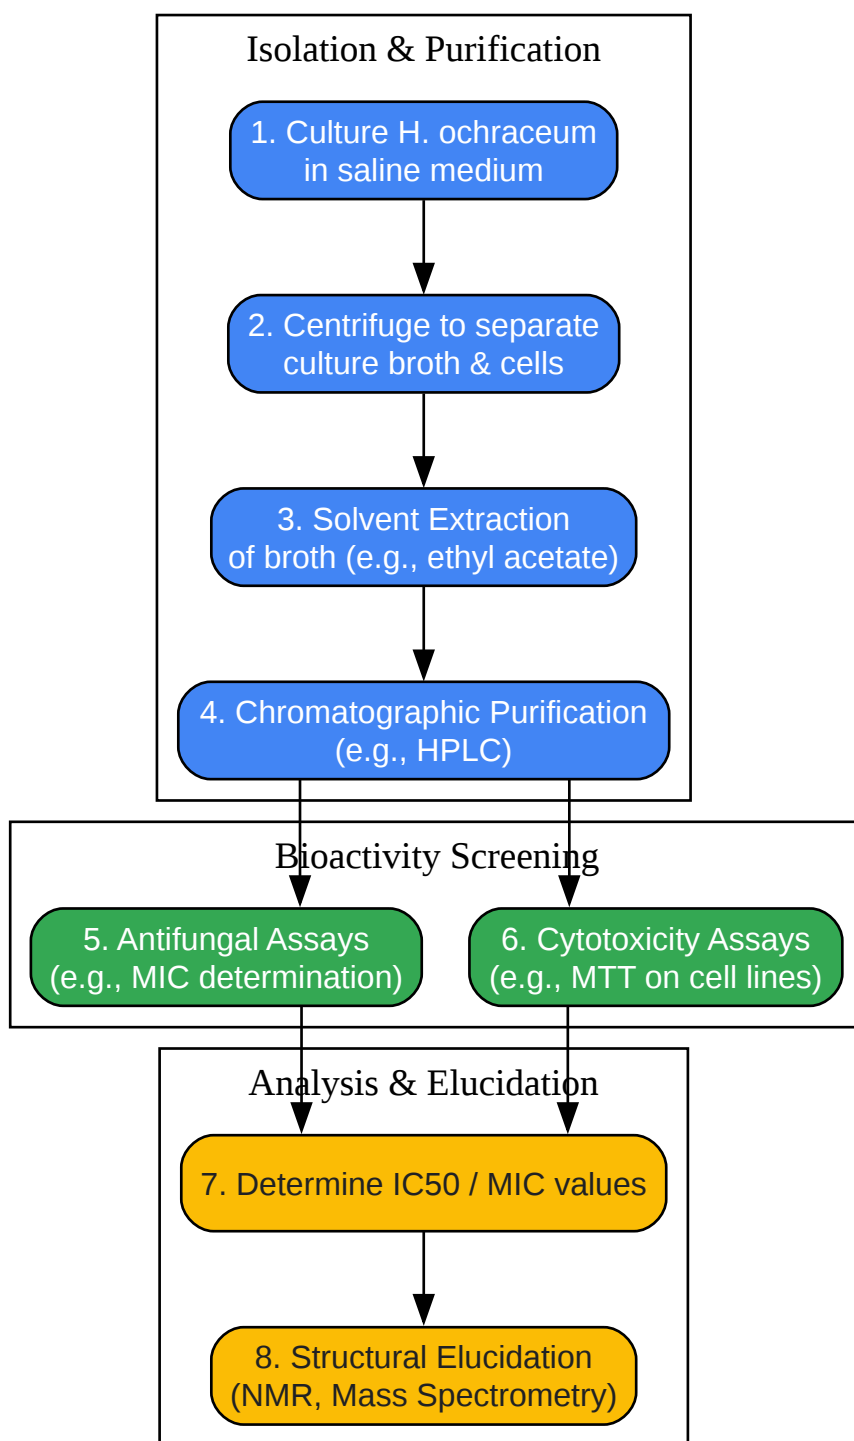 Isolation & Purification
1. Culture H. ochraceum
in saline medium
2. Centrifuge to separate
culture broth & cells
3. Solvent Extraction
of broth (e.g., ethyl acetate)
4. Chromatographic Purification
(e.g., HPLC)
Bioactivity Screening
5. Antifungal Assays
(e.g., MIC determination)
6. Cytotoxicity Assays
(e.g., MTT on cell lines)
Analysis & Elucidation
7. Determine IC50 / MIC values
8. Structural Elucidation
(NMR, Mass Spectrometry)